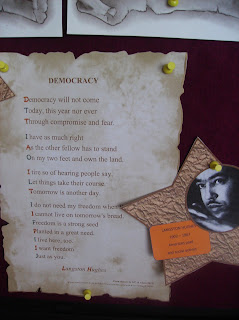 DEMOCRACY
Democracy will not come
Today, this year nor ever
Through compromise and fear.
I have as much right
As the other fellow has to stand
On my two feet and own the land.
I tire so of hearing people say,
Let things take their course.
Tomorrow is another day.
I do not need my freedom when
I cannot live on tomorrow's bread.
Freedom is a strong seed
Planted in a great need.
I live here, too.
I want freedom
Just as you.
Langston Hughes
LANGSTON HUGHES